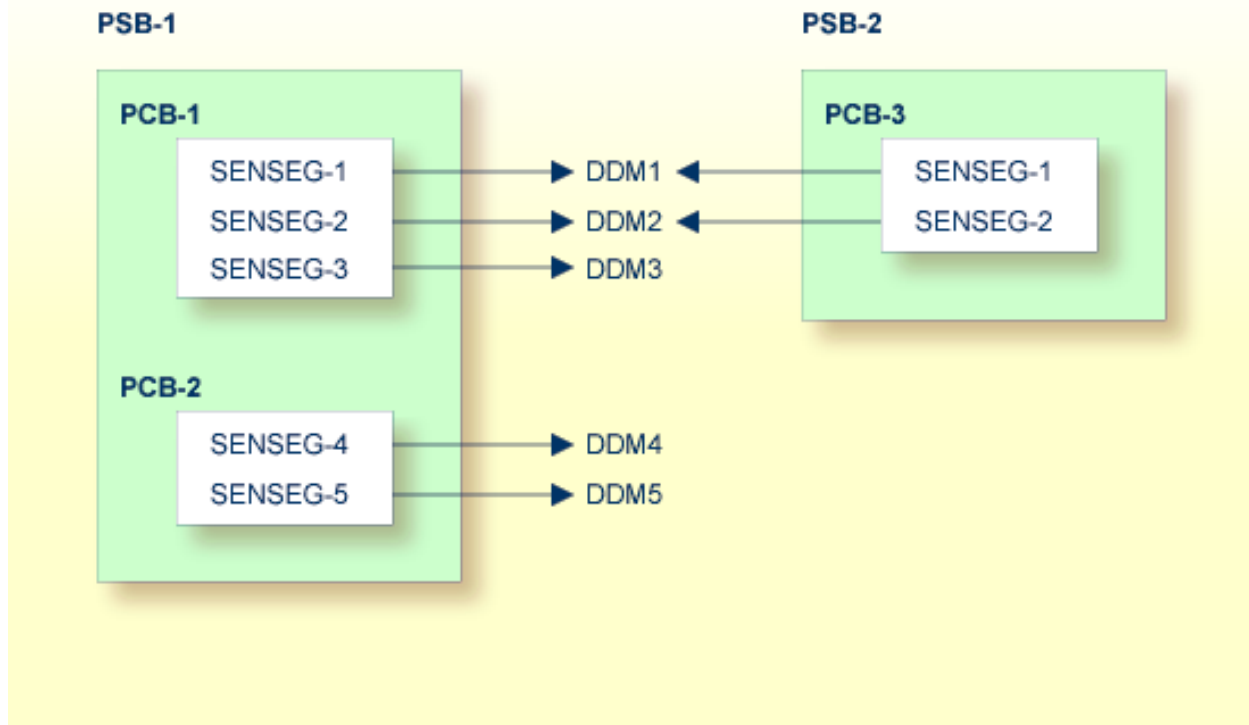 PSB-1 PSB-2
PCB-1 PCB-3
SENSEG-1 DDM1 SENSEG-1
SENSEG-2 DDM2 SENSEG-2
SENSEG-3 DDM3
PCB-2
SENSEG-4 DDM4
SENSEG-5 DDM5